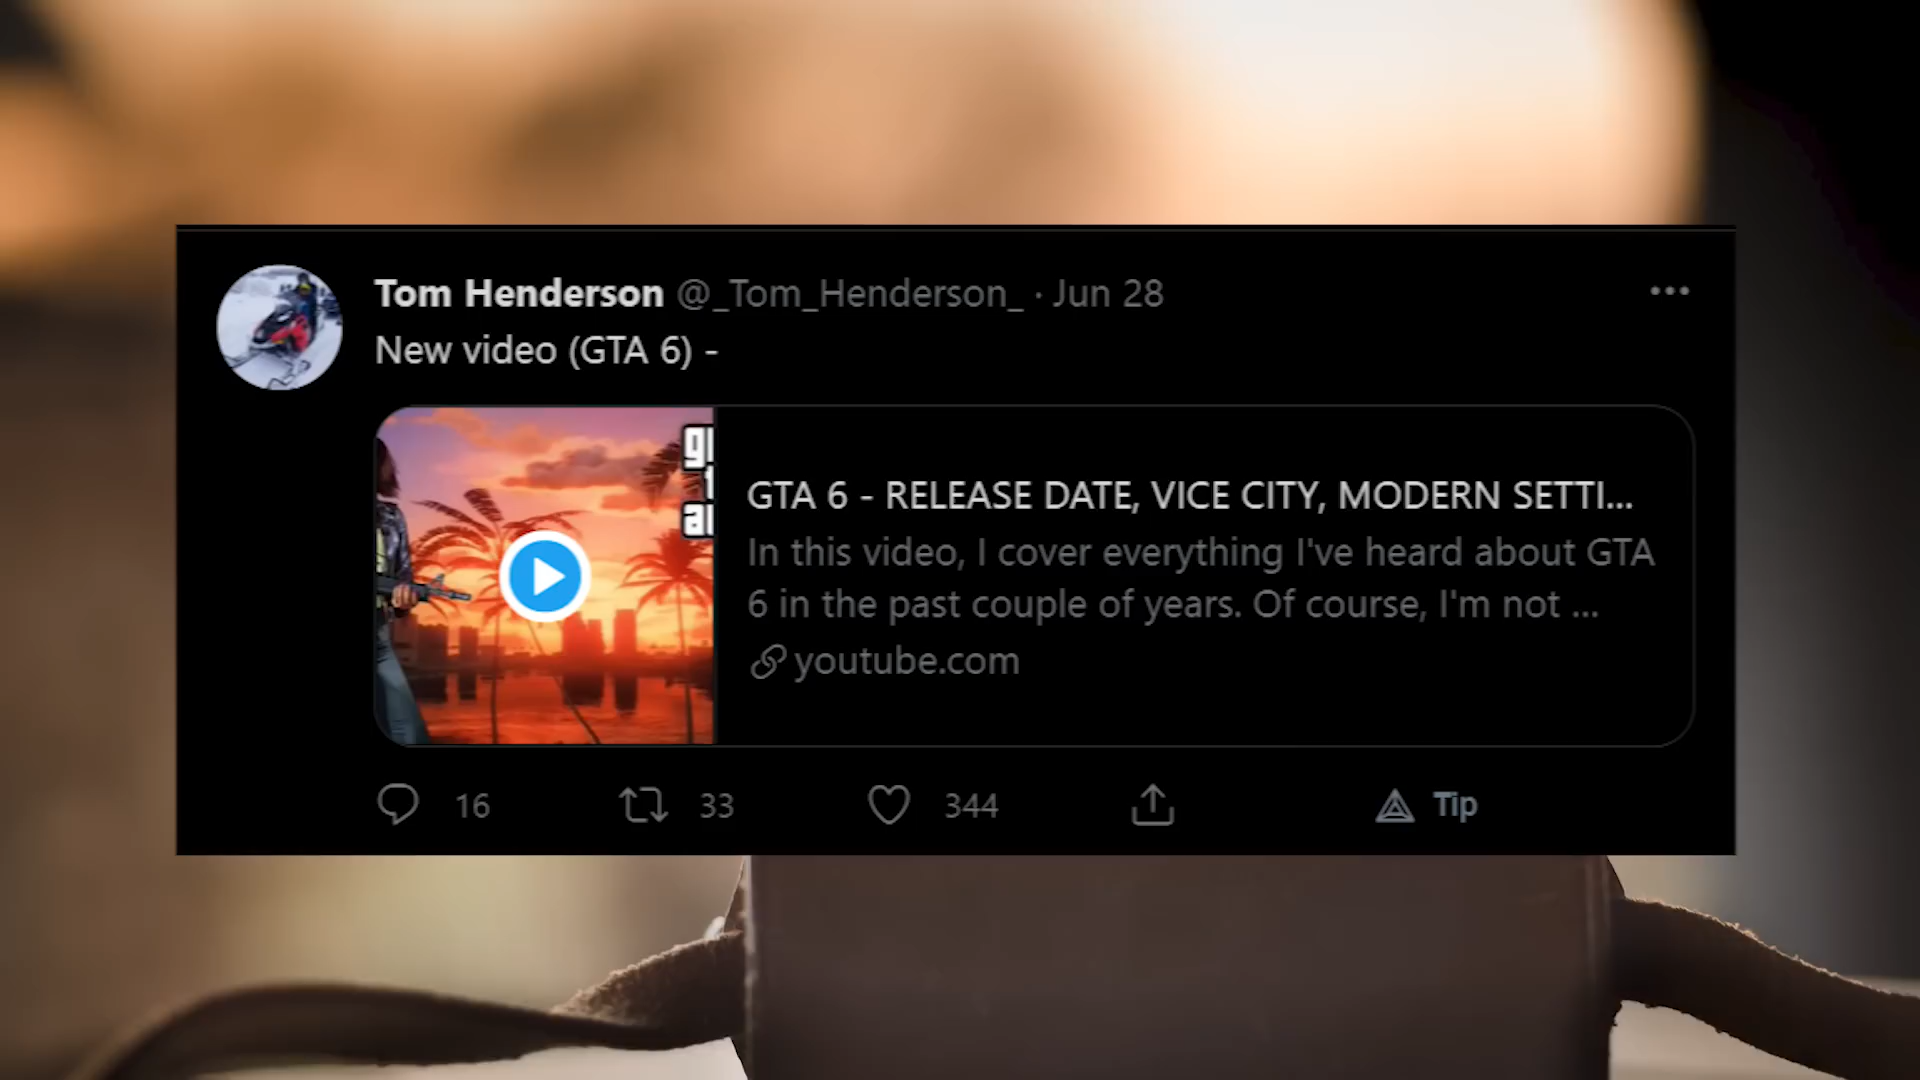 Tom Henderson @_Tom_Henderson_ · Jun 28
New video (GTA 6) -
GTA 6 - RELEASE DATE, VICE CITY, MODERN SETTI...
In this video, I cover everything I've heard about GTA
6 in the past couple of years. Of course, I'm not ...
youtube.com
16 33 344 Tip